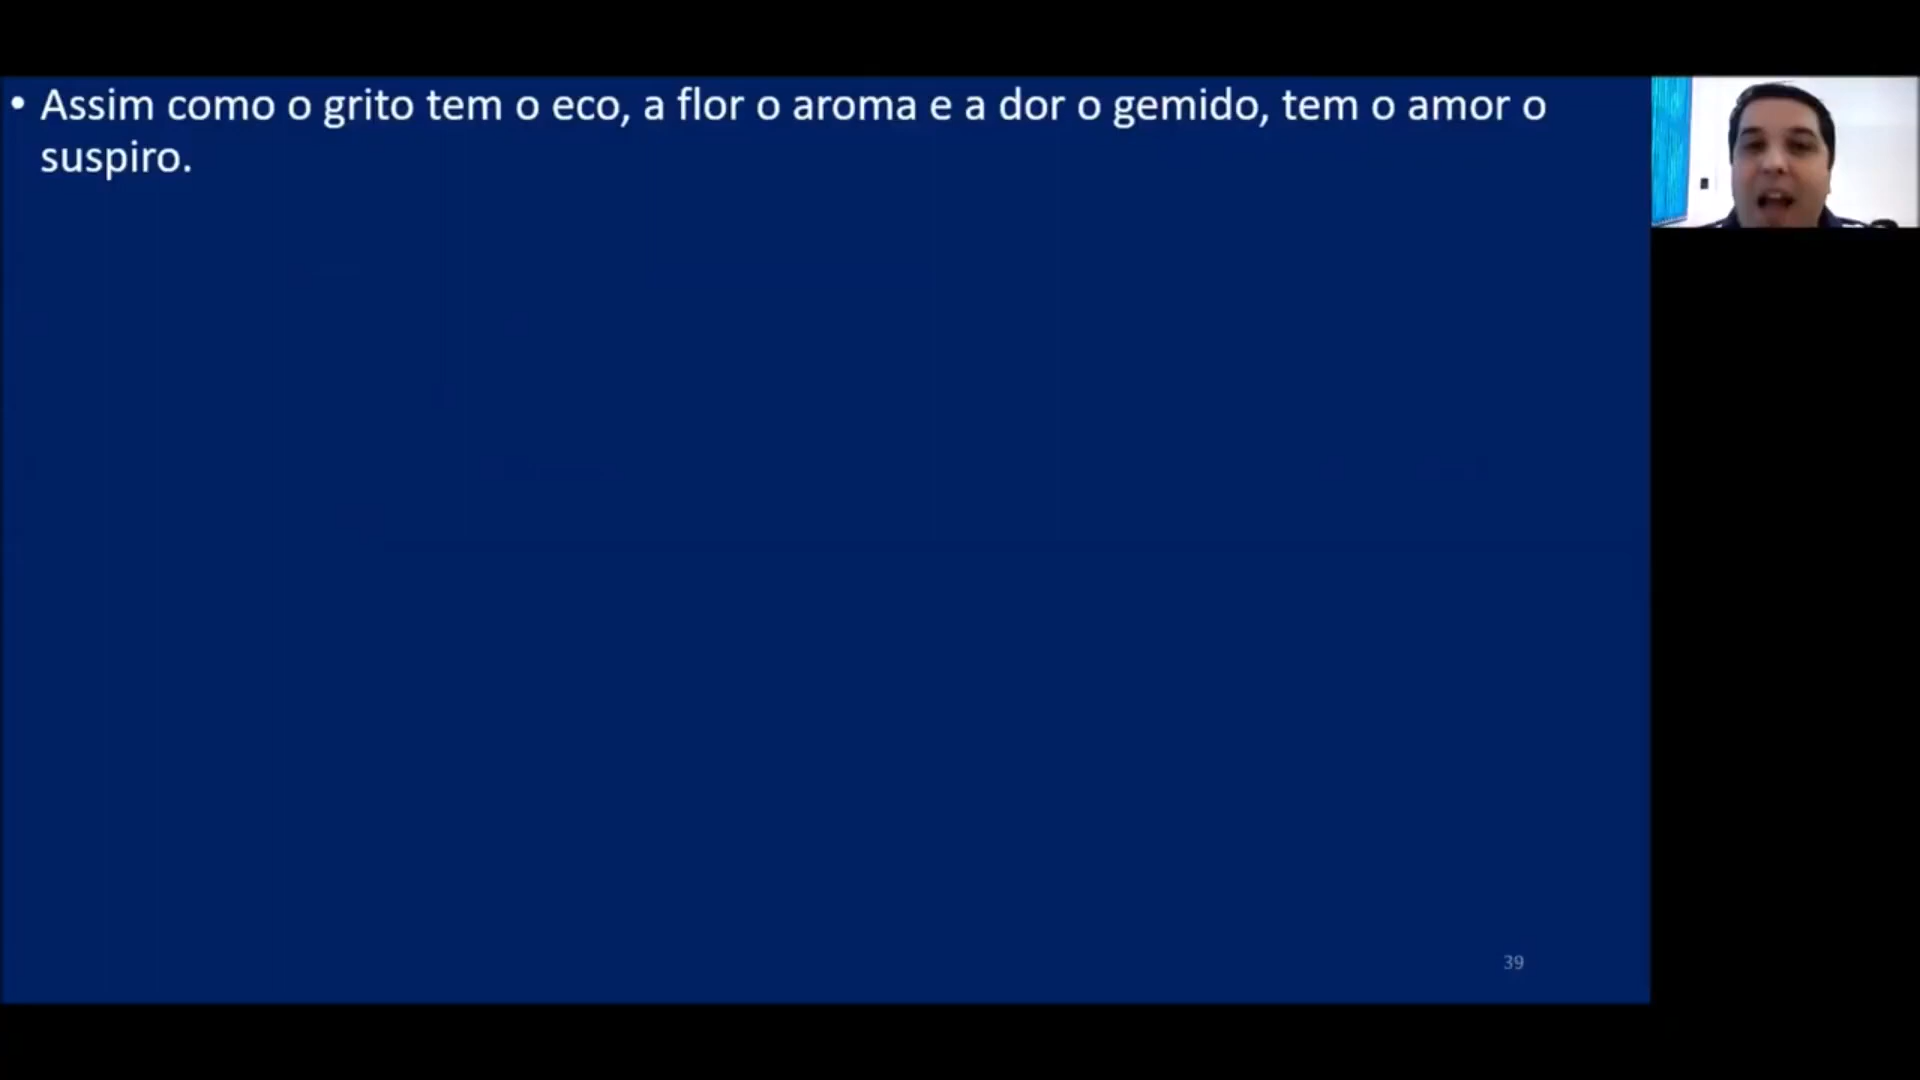 • Assim como o grito tem o eco, a flor o aroma e a dor o gemido, tem o amor o
suspiro.
39